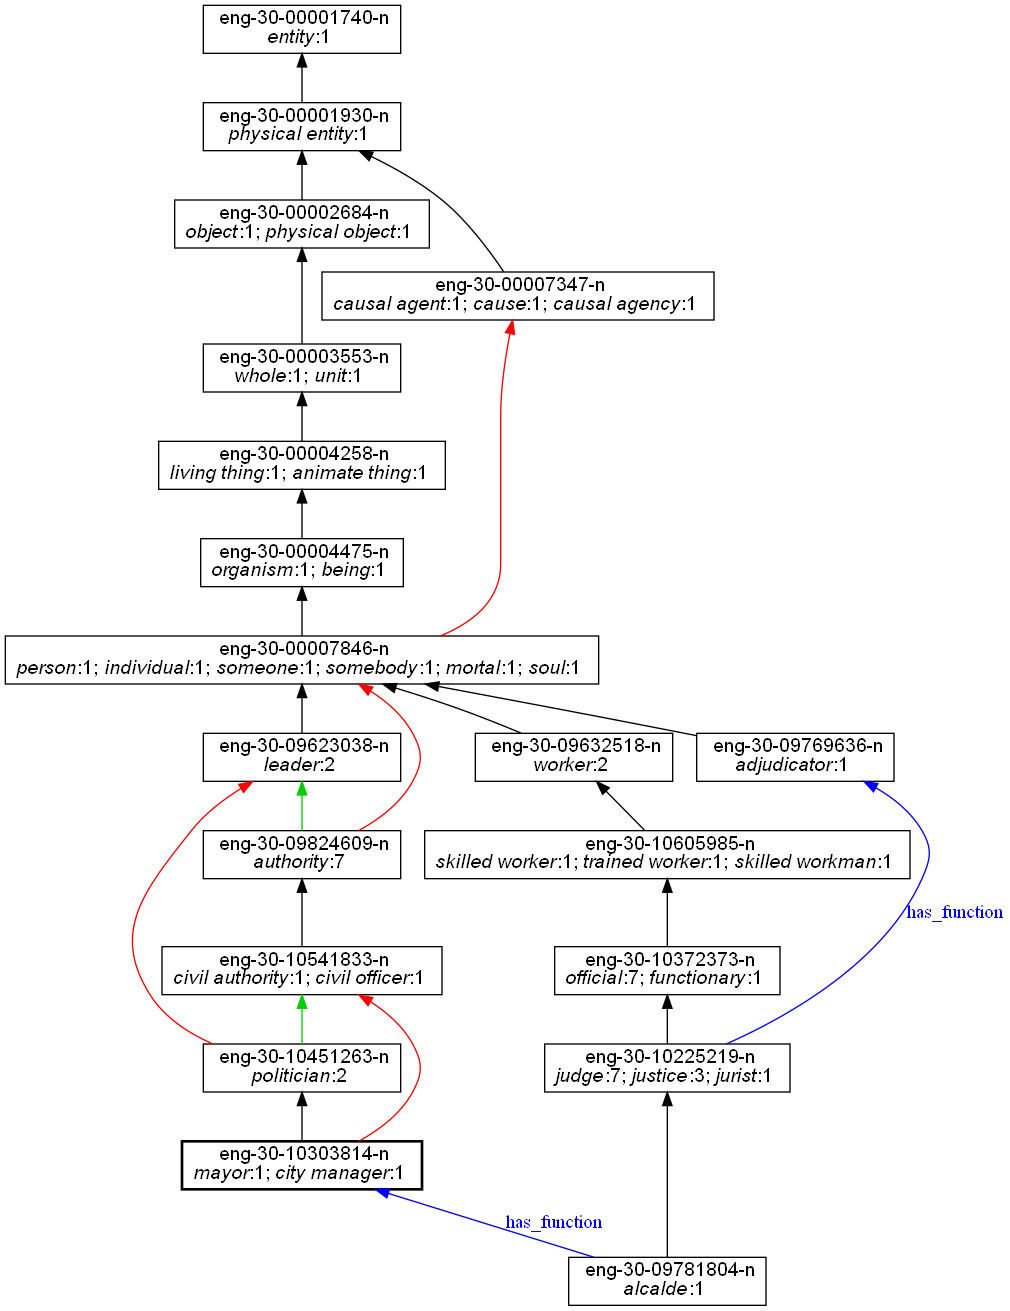 eng-30-00001740-n
entity:1
eng-30-00001930-n
physical entity:1
eng-30-00002684-n
object:1; physical object:1
eng-30-00007347-n
causal agent:1; cause:1; causal agency:1
eng-30-00003553-n
whole:1; unit:1
eng-30-00004258-n
living thing:1; animate thing:1
eng-30-00004475-n
organism:1; being:1
eng-30-00007846-n
person:1; individual:1; someone:1; somebody:1; mortal:1; soul:1
eng-30-09623038-n
leader:2
eng-30-09632518-n
worker:2
eng-30-09769636-n
adjudicator:1
eng-30-09824609-n
authority:7
eng-30-10605985-n
skilled worker:1; trained worker:1; skilled workman:1
has_function
eng-30-10541833-n
civil authority:1; civil officer:1
eng-30-10372373-n
official:7; functionary:1
eng-30-10451263-n
politician:2
eng-30-10225219-n
judge:7; justice:3; jurist:1
eng-30-10303814-n
mayor:1; city manager:1
has_function
eng-30-09781804-n
alcalde:1